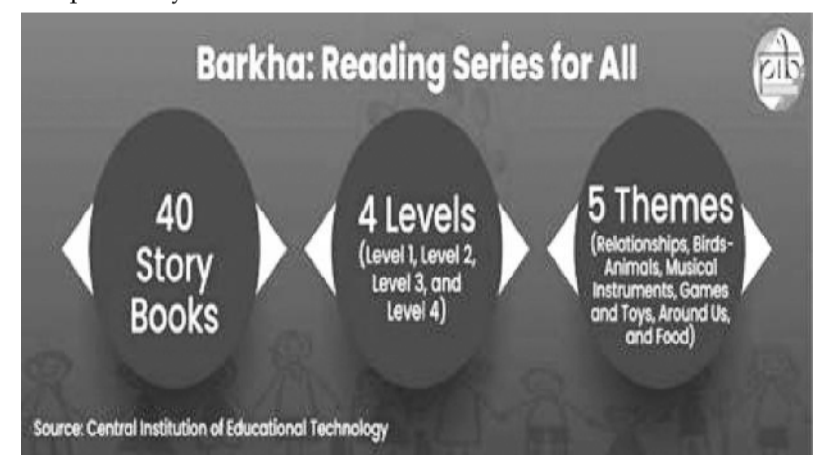 Barkha: Reading Series for All
pib
40
Story
Books
4 Levels
(Level 1, Level 2,
Level 3, and
Level 4)
5 Themes
(Relationships, Birds-
Animals, Musical
Instruments, Games
and Toys, Around Us,
and Food)
Source: Central Institution of Educational Technology